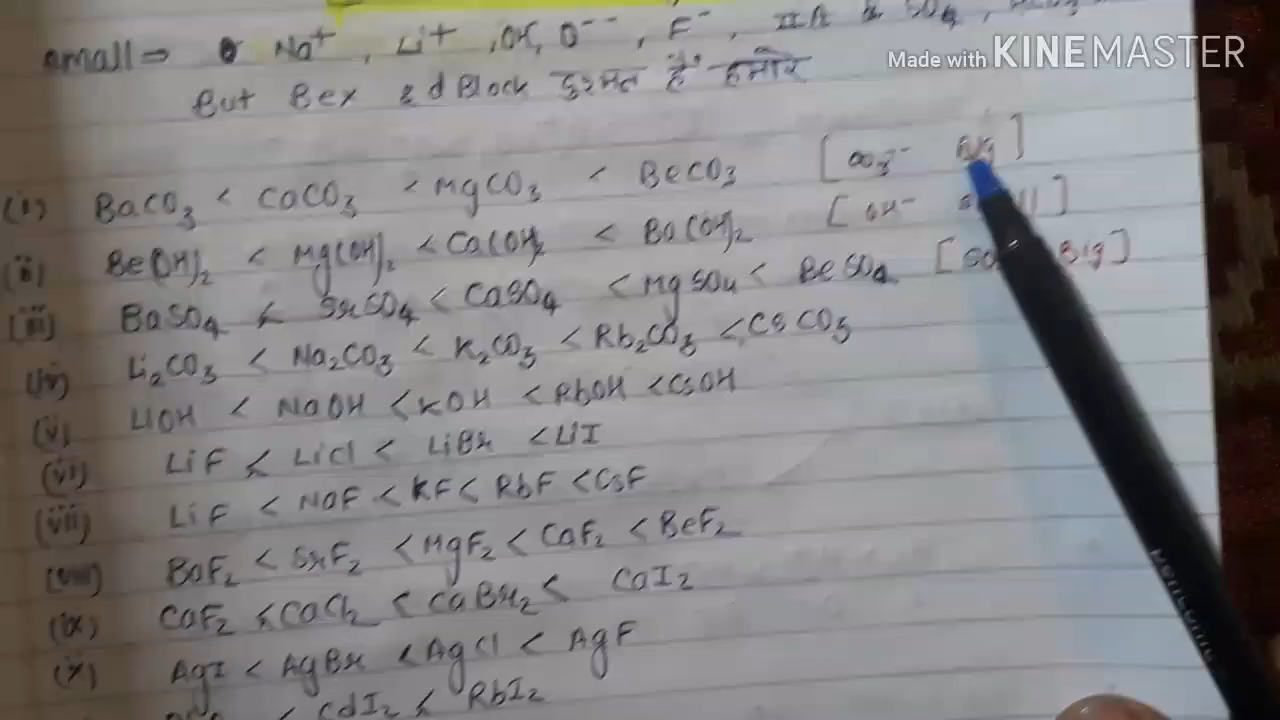 small ⇒ Na⁺, Li⁺, OH, O⁻⁻, F⁻, IIA & SO₄,
Made with KINEMASTER
But Bex & d Block दुश्मन है हमारे
(i) BaCO₃ < CaCO₃ < MgCO₃ < BeCO₃ [CO₃⁻⁻ Big]
(ii) Be(OH)₂ < Mg(OH)₂ < Ca(OH)₂ < Ba(OH)₂ [OH⁻ ]
(iii) BaSO₄ < SrSO₄ < CaSO₄ < MgSO₄ < BeSO₄ [ Big]
(iv) Li₂CO₃ < Na₂CO₃ < K₂CO₃ < Rb₂CO₃ < CsCO₃
(v) LiOH < NaOH < KOH < RbOH < CsOH
(vi) LiF < LiCl < LiBr < LiI
(vii) LiF < NaF < KF < RbF < CsF
(viii) BaF₂ < SrF₂ < MgF₂ < CaF₂ < BeF₂
(ix) CaF₂ < CaCl₂ < CaBr₂ < CaI₂
(x) AgI < AgBr < AgCl < AgF
< CdI₂ < RbI₂